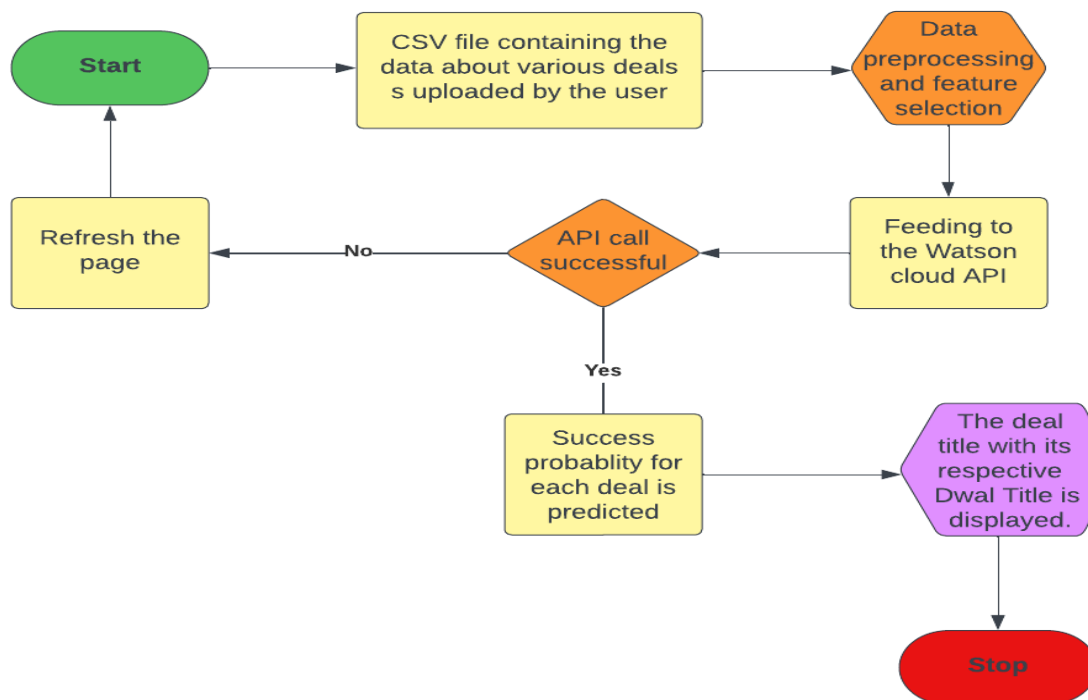 Start
CSV file containing the
data about various deals
s uploaded by the user
Data
preprocessing
and feature
selection
Feeding to
the Watson
cloud API
API call
successful
No
Refresh the
page
Yes
Success
probablity for
each deal is
predicted
The deal
title with its
respective
Dwal Title is
displayed.
Stop